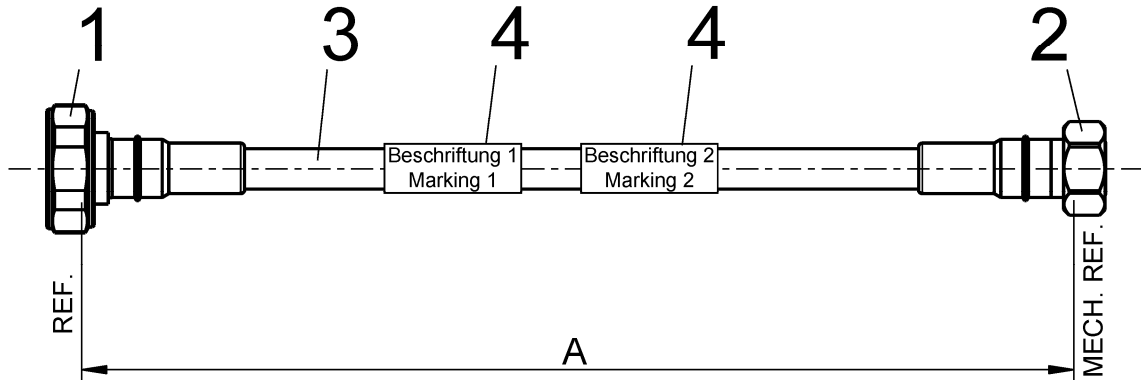 1
3
4
4
2
Beschriftung 1
Marking 1
Beschriftung 2
Marking 2
REF.
MECH. REF.
A